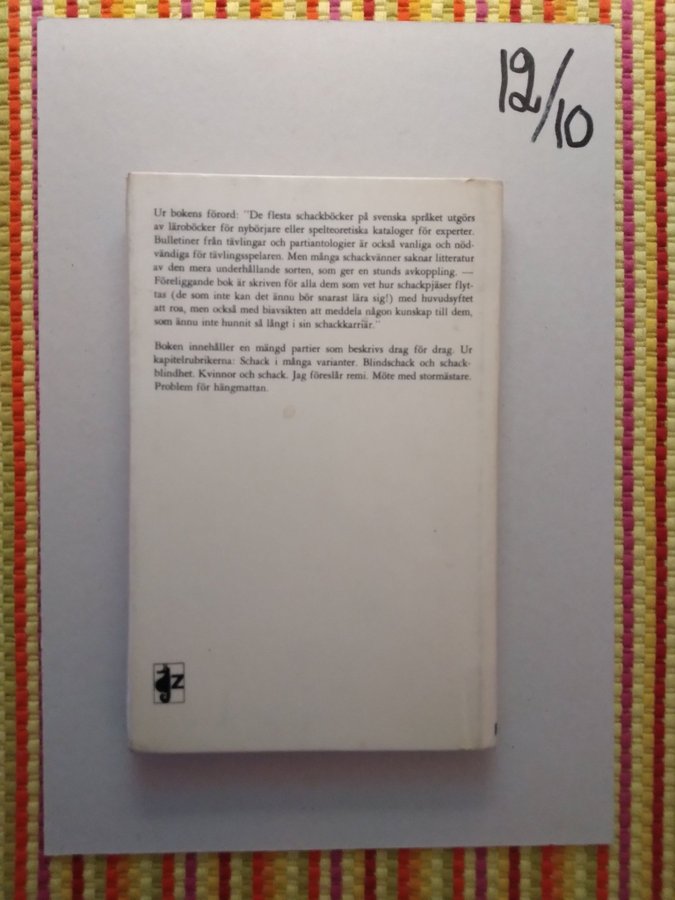 12/10
Ur bokens förord: "De flesta schackböcker på svenska språket utgörs
av läroböcker för nybörjare eller spelteoretiska kataloger för experter.
Bulletiner från tävlingar och partiantologier är också vanliga och nöd-
vändiga för tävlingsspelaren. Men många schackvänner saknar litteratur
av den mera underhållande sorten, som ger en stunds avkoppling. —
Föreliggande bok är skriven för alla dem som vet hur schackpjäser flyt-
tas (de som inte kan det ännu bör snarast lära sig!) med huvudsyftet
att roa, men också med biavsikten att meddela någon kunskap till dem,
som ännu inte hunnit så långt i sin schackkarriär."
Boken innehåller en mängd partier som beskrivs drag för drag. Ur
kapitelrubrikerna: Schack i många varianter. Blindschack och schack-
blindhet. Kvinnor och schack. Jag föreslår remi. Möte med stormästare.
Problem för hängmattan.
Z